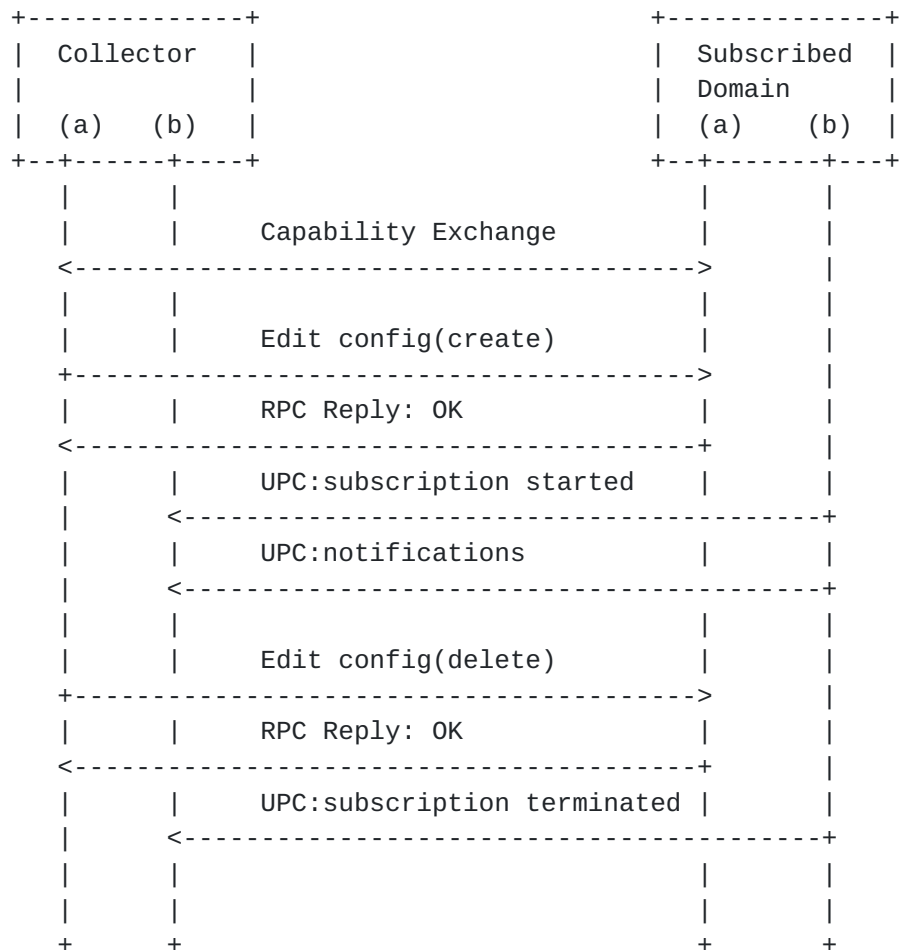 Collector Subscribed
Domain
(a) (b) (a) (b)
Capability Exchange
Edit config(create)
RPC Reply: OK
UPC:subscription started
UPC:notifications
Edit config(delete)
RPC Reply: OK
UPC:subscription terminated